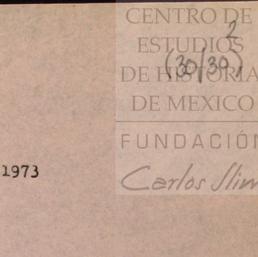 CENTRO DE
ESTUDIOS
2
(30/30)
DE HISTORIA
DE MEXICO
FUNDACIÓN
1973
Carlos Slim